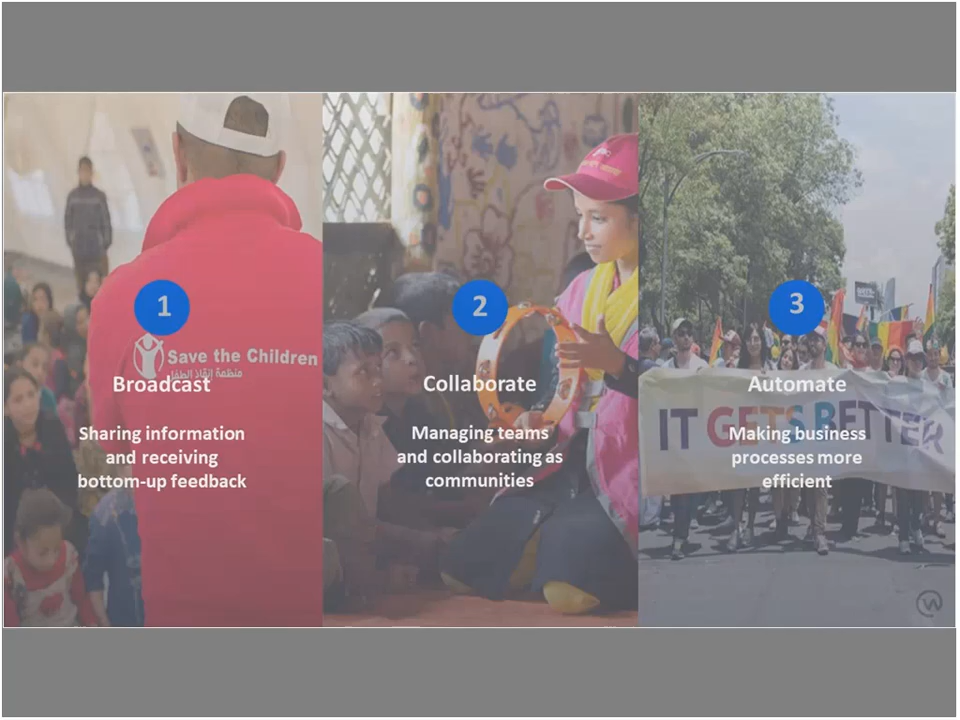 1
Save the Children
منظمة إنقاذ الطفل
Broadcast
Sharing information
and receiving
bottom-up feedback
2
Collaborate
Managing teams
and collaborating as
communities
3
Automate
IT GETS BETTER
Making business
processes more
efficient